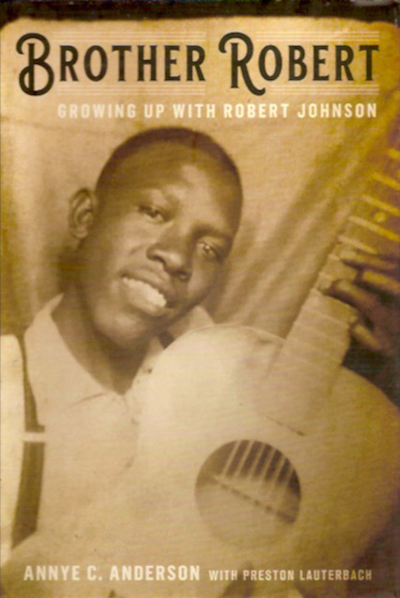 BROTHER ROBERT
GROWING UP WITH ROBERT JOHNSON
ANNYE C. ANDERSON WITH PRESTON LAUTERBACH